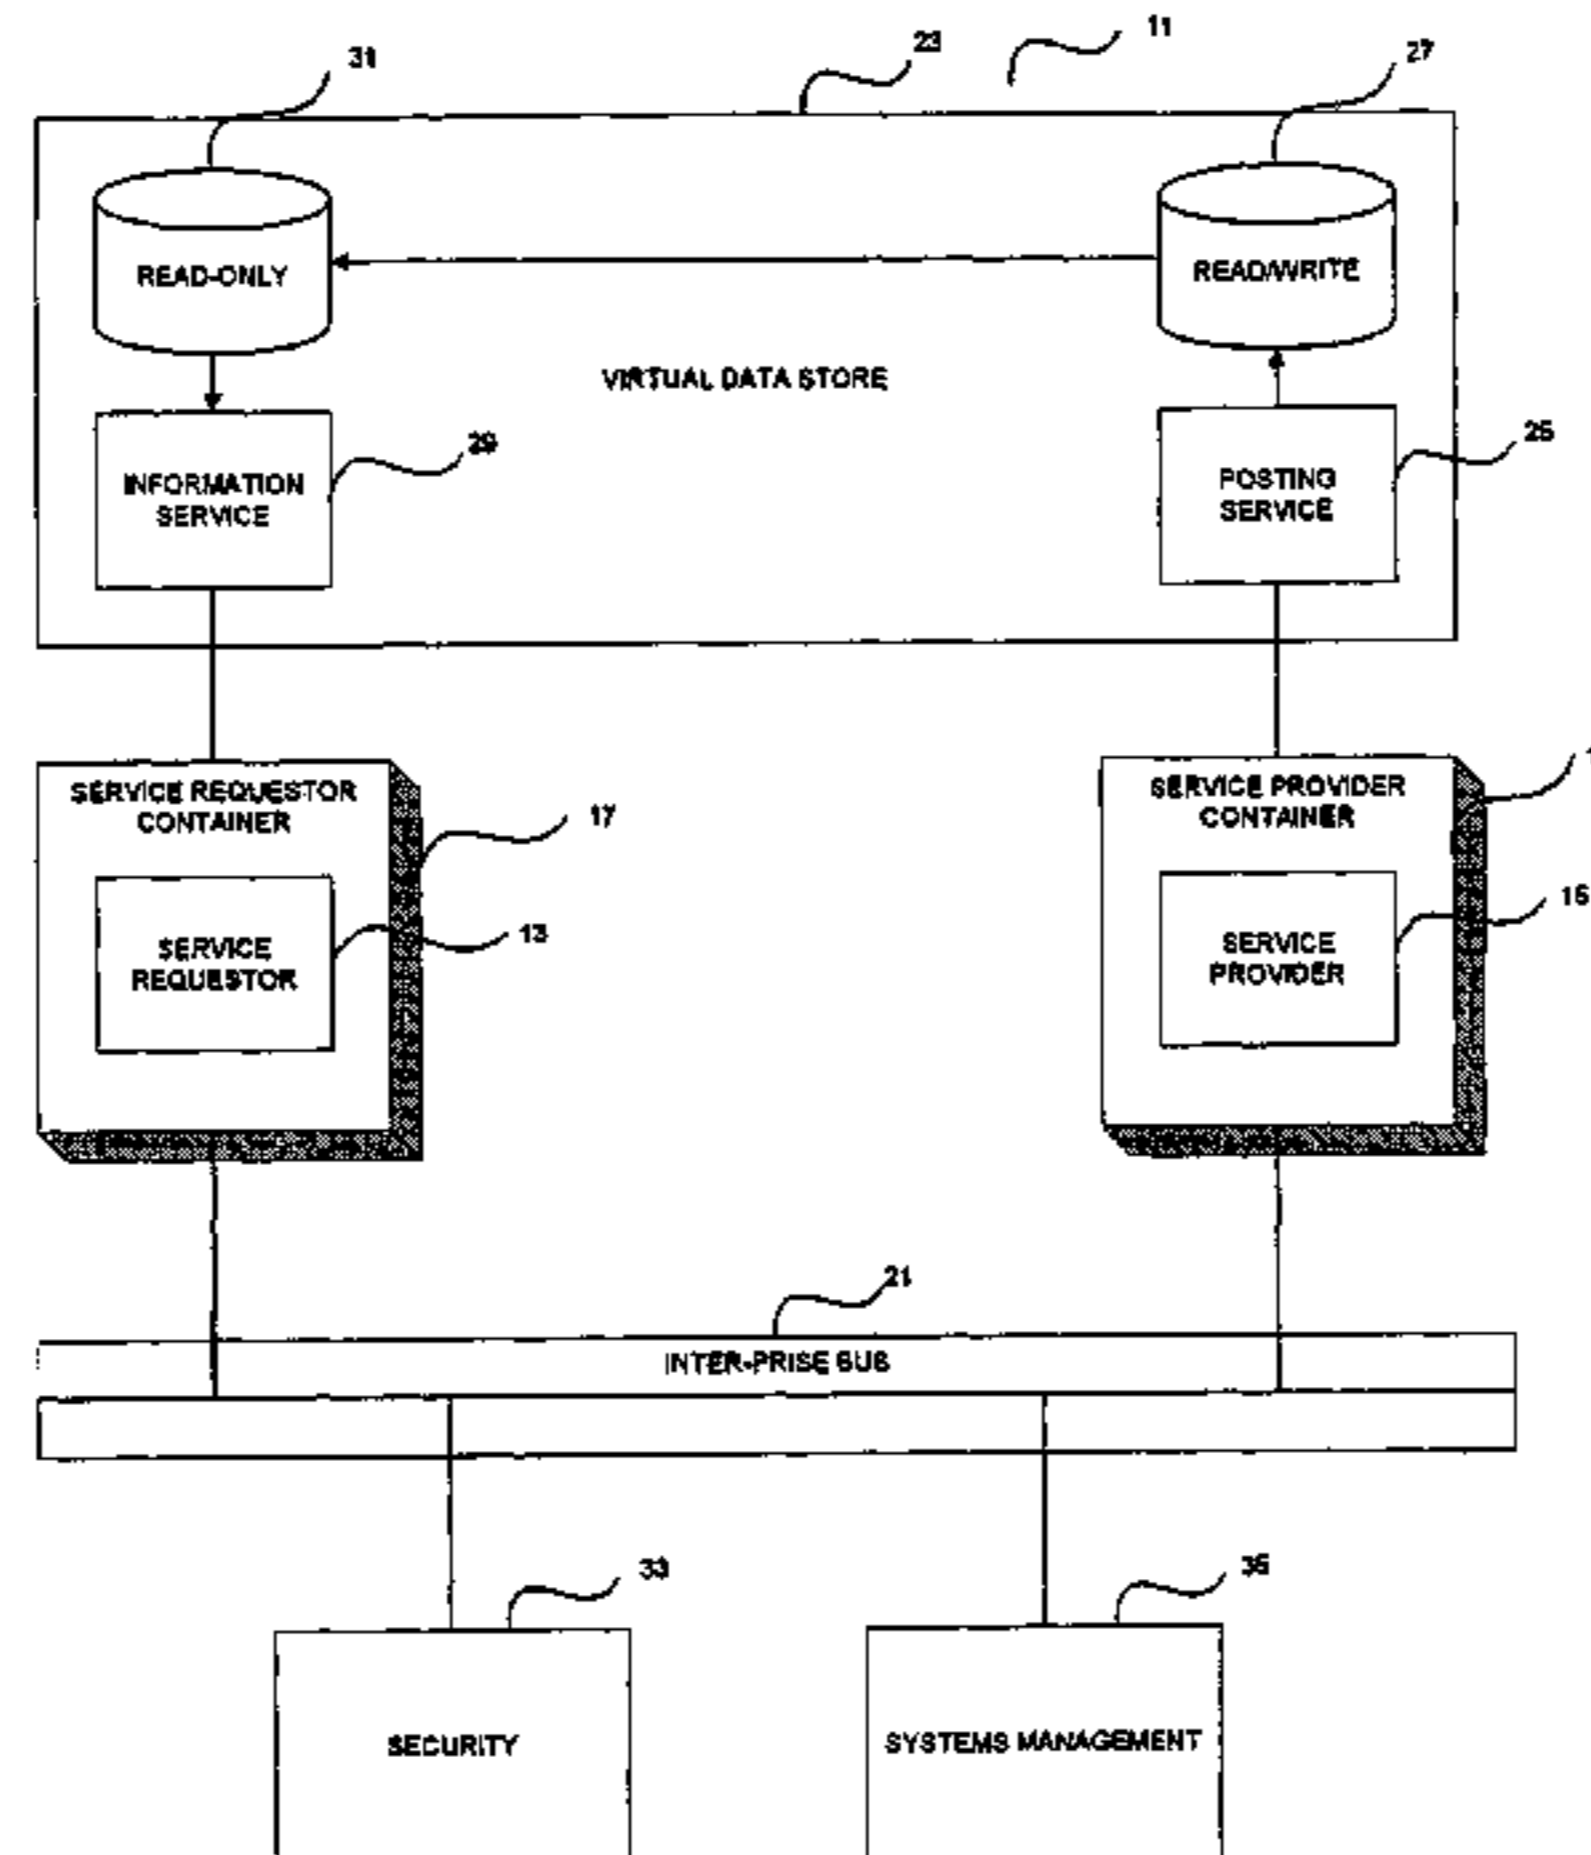 31
23
11
27
READ-ONLY
READ/WRITE
VIRTUAL DATA STORE
29
25
INFORMATION
SERVICE
POSTING
SERVICE
SERVICE REQUESTOR
CONTAINER
17
SERVICE PROVIDER
CONTAINER
SERVICE
REQUESTOR
13
SERVICE
PROVIDER
15
21
INTER-PRISE BUS
33
35
SECURITY
SYSTEMS MANAGEMENT